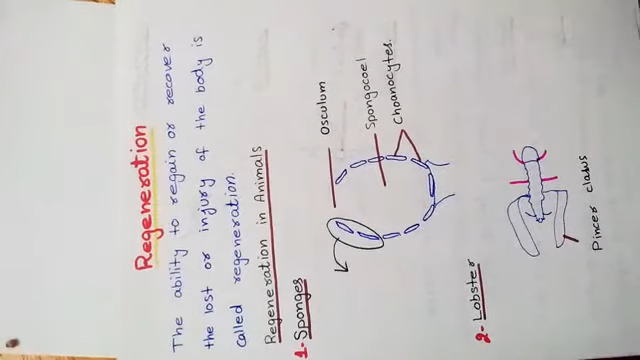 Regeneration
The ability to regain or recover
the lost or injury of the body is
called regeneration.
Regeneration in Animals
1-Sponges
Osculum
Spongocoel
Choanocytes.
2-Lobster
Pincer claws